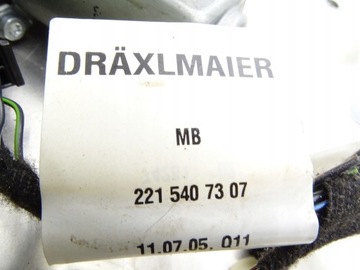 DRÄXLMAIER
MB
221 540 73 07
11.07.05. 011